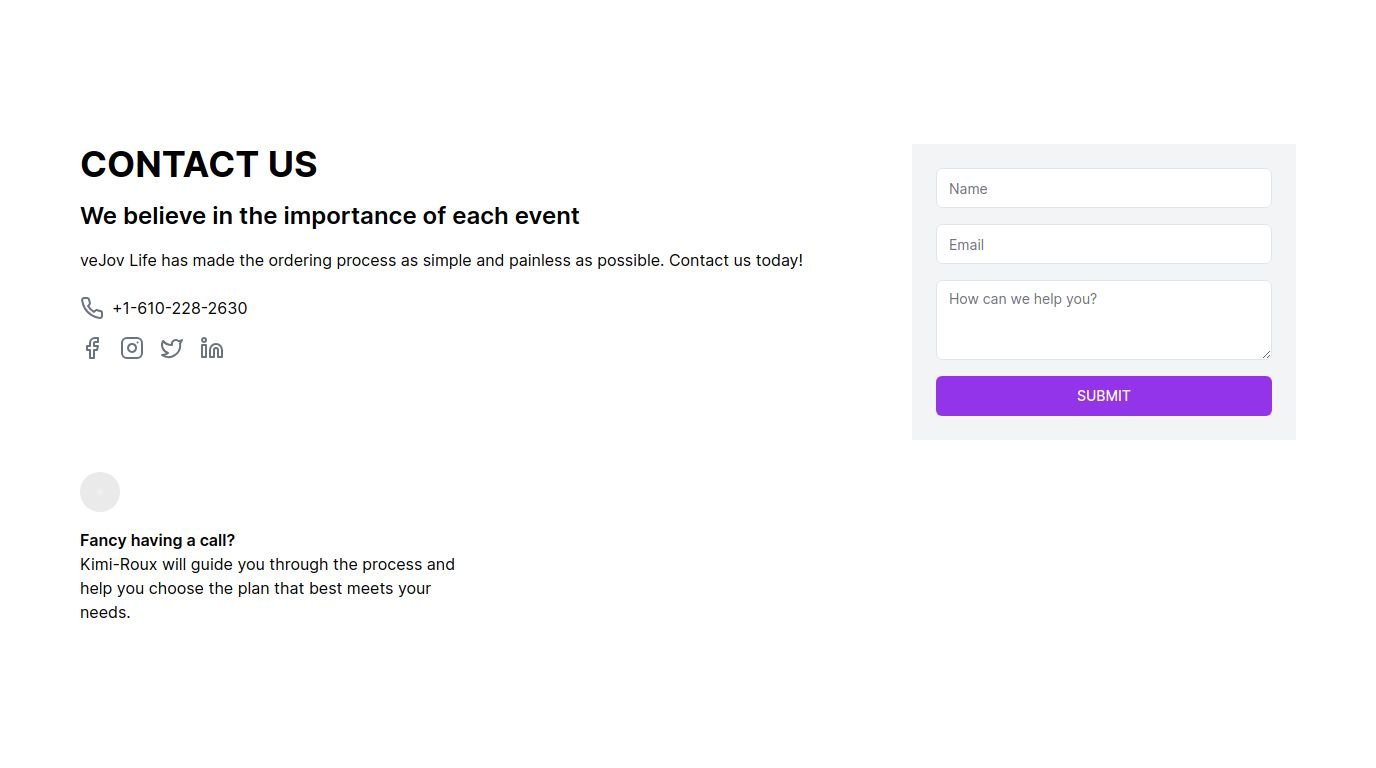 CONTACT US
We believe in the importance of each event
veJov Life has made the ordering process as simple and painless as possible. Contact us today!
+1-610-228-2630
Name
Email
How can we help you?
SUBMIT
Fancy having a call?
Kimi-Roux will guide you through the process and
help you choose the plan that best meets your
needs.